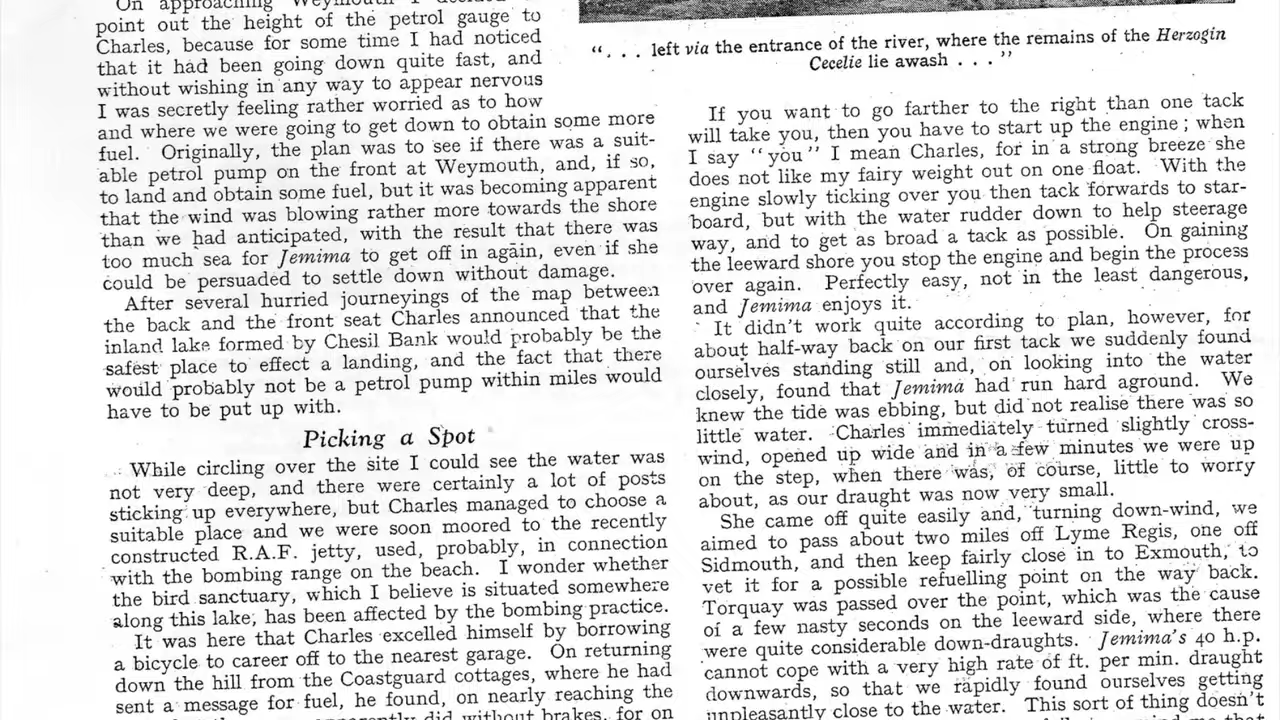 On approaching Weymouth I decided to
point out the height of the petrol gauge to
Charles, because for some time I had noticed
that it had been going down quite fast, and
without wishing in any way to appear nervous
I was secretly feeling rather worried as to how
and where we were going to get down to obtain some more
fuel. Originally, the plan was to see if there was a suit-
able petrol pump on the front at Weymouth, and, if so,
to land and obtain some fuel, but it was becoming apparent
that the wind was blowing rather more towards the shore
than we had anticipated, with the result that there was
too much sea for Jemima to get off in again, even if she
could be persuaded to settle down without damage.
After several hurried journeyings of the map between
the back and the front seat Charles announced that the
inland lake formed by Chesil Bank would probably be the
safest place to effect a landing, and the fact that there
would probably not be a petrol pump within miles would
have to be put up with.
Picking a Spot
While circling over the site I could see the water was
not very deep, and there were certainly a lot of posts
sticking up everywhere, but Charles managed to choose a
suitable place and we were soon moored to the recently
constructed R.A.F. jetty, used, probably, in connection
with the bombing range on the beach. I wonder whether
the bird sanctuary, which I believe is situated somewhere
along this lake, has been affected by the bombing practice.
It was here that Charles excelled himself by borrowing
a bicycle to career off to the nearest garage. On returning
down the hill from the Coastguard cottages, where he had
sent a message for fuel, he found, on nearly reaching the
apparently did without brakes, for on
“. . . left via the entrance of the river, where the remains of the Herzogin
Cecelie lie awash . . .”
If you want to go farther to the right than one tack
will take you, then you have to start up the engine; when
I say “you” I mean Charles, for in a strong breeze she
does not like my fairy weight out on one float. With the
engine slowly ticking over you then tack forwards to star-
board, but with the water rudder down to help steerage
way, and to get as broad a tack as possible. On gaining
the leeward shore you stop the engine and begin the process
over again. Perfectly easy, not in the least dangerous,
and Jemima enjoys it.
It didn't work quite according to plan, however, for
about half-way back on our first tack we suddenly found
ourselves standing still and, on looking into the water
closely, found that Jemima had run hard aground. We
knew the tide was ebbing, but did not realise there was so
little water. Charles immediately turned slightly cross-
wind, opened up wide and in a few minutes we were up
on the step, when there was, of course, little to worry
about, as our draught was now very small.
She came off quite easily and, turning down-wind, we
aimed to pass about two miles off Lyme Regis, one off
Sidmouth, and then keep fairly close in to Exmouth, to
vet it for a possible refuelling point on the way back.
Torquay was passed over the point, which was the cause
of a few nasty seconds on the leeward side, where there
were quite considerable down-draughts. Jemima's 40 h.p.
cannot cope with a very high rate of ft. per min. draught
downwards, so that we rapidly found ourselves getting
unpleasantly close to the water. This sort of thing doesn't